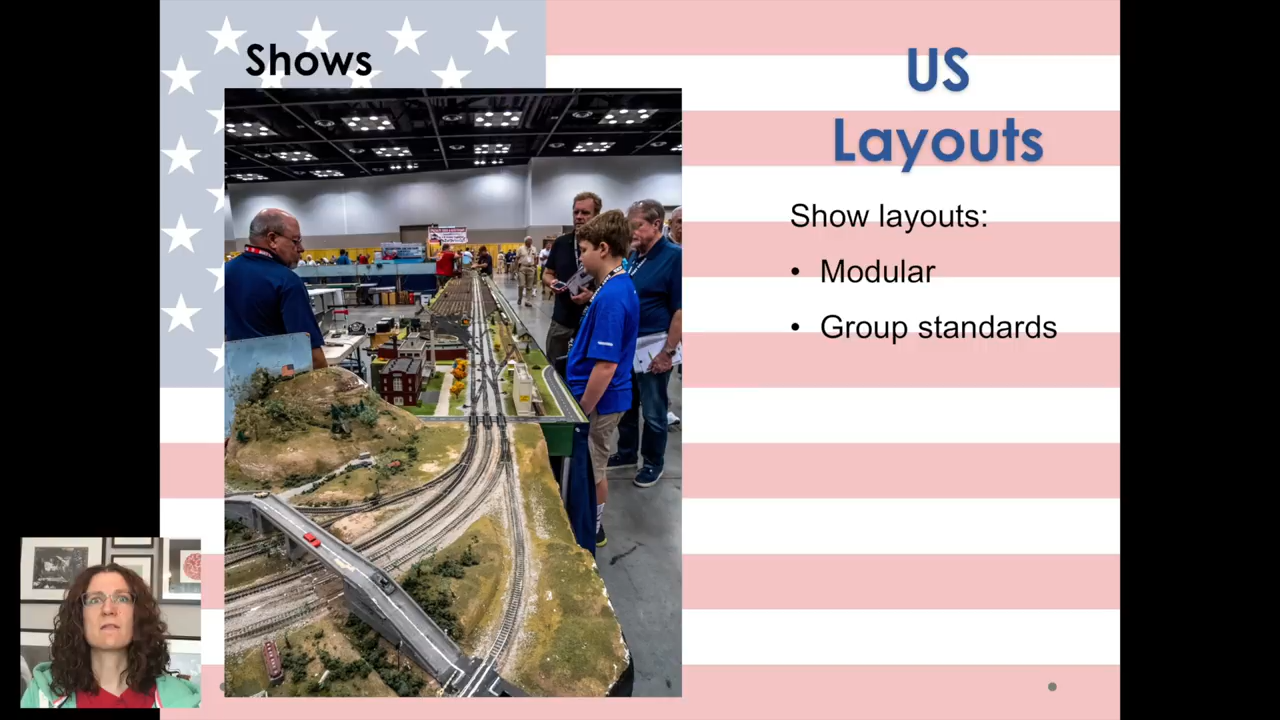 Shows
US
Layouts
Show layouts:
• Modular
• Group standards